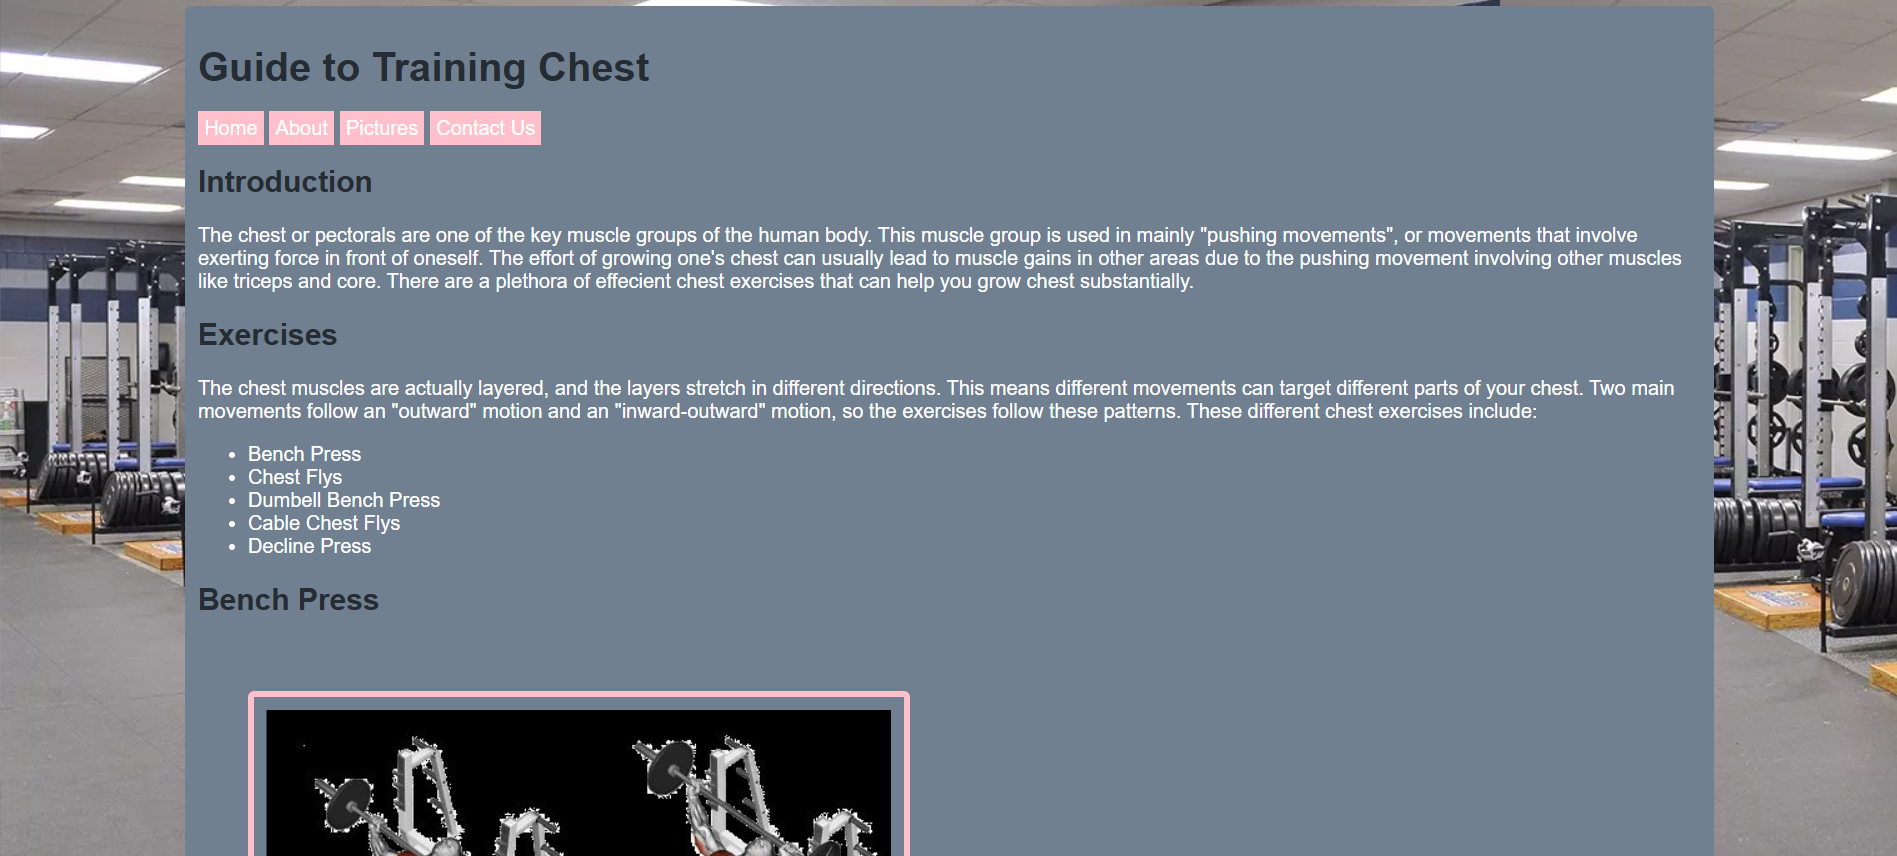 Guide to Training Chest
Home About Pictures Contact Us
Introduction
The chest or pectorals are one of the key muscle groups of the human body. This muscle group is used in mainly "pushing movements", or movements that involve
exerting force in front of oneself. The effort of growing one's chest can usually lead to muscle gains in other areas due to the pushing movement involving other muscles
like triceps and core. There are a plethora of effecient chest exercises that can help you grow chest substantially.
Exercises
The chest muscles are actually layered, and the layers stretch in different directions. This means different movements can target different parts of your chest. Two main
movements follow an "outward" motion and an "inward-outward" motion, so the exercises follow these patterns. These different chest exercises include:
• Bench Press
• Chest Flys
• Dumbell Bench Press
• Cable Chest Flys
• Decline Press
Bench Press